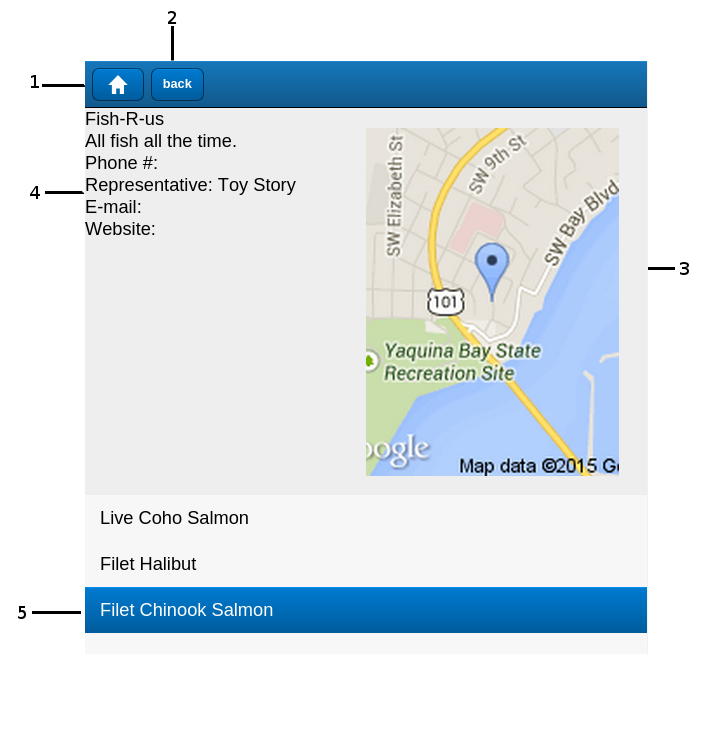 2
1
back
Fish-R-us
All fish all the time.
Phone #:
4
Representative: Toy Story
E-mail:
Website:
SW Elizabeth St
SW 9th St
SW Bay Blvd
3
101
Yaquina Bay State
Recreation Site
oogle
Map data ©2015 Go
Live Coho Salmon
Filet Halibut
5
Filet Chinook Salmon